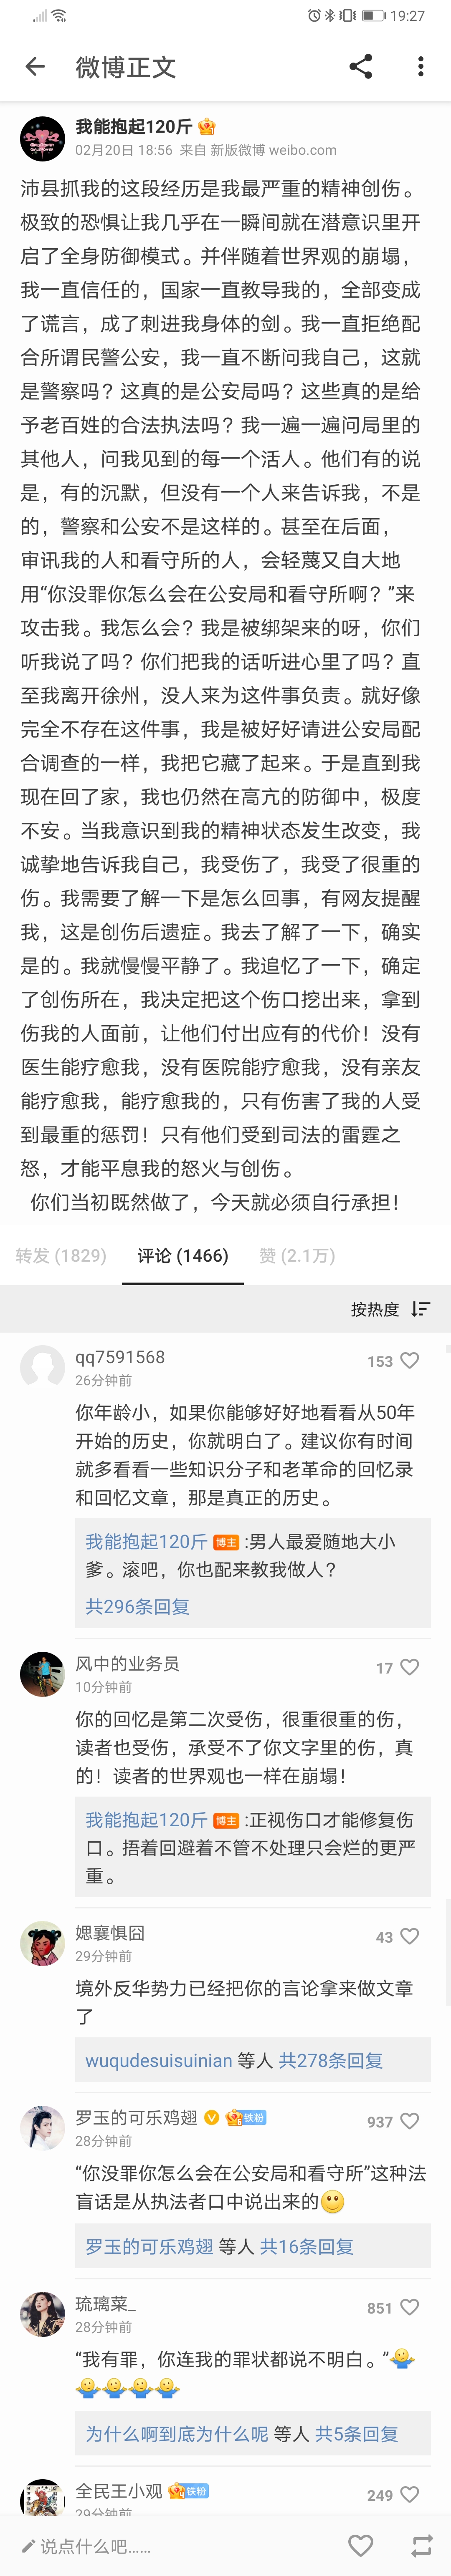 19:27
微博正文
我能抱起120斤
02月20日 18:56 来自 新版微博 weibo.com
沛县抓我的这段经历是我最严重的精神创伤。
极致的恐惧让我几乎在一瞬间就在潜意识里开
启了全身防御模式。并伴随着世界观的崩塌，
我一直信任的，国家一直教导我的，全部变成
了谎言，成了刺进我身体的剑。我一直拒绝配
合所谓民警公安，我一直不断问我自己，这就
是警察吗？这真的是公安局吗？这些真的是给
予老百姓的合法执法吗？我一遍一遍问局里的
其他人，问我见到的每一个活人。他们有的说
是，有的沉默，但没有一个人来告诉我，不是
的，警察和公安不是这样的。甚至在后面，
审讯我的人和看守所的人，会轻蔑又自大地
用“你没罪你怎么会在公安局和看守所啊？”来
攻击我。我怎么会？我是被绑架来的呀，你们
听我说了吗？你们把我的话听进心里了吗？直
至我离开徐州，没人来为这件事负责。就好像
完全不存在这件事，我是被好好请进公安局配
合调查的一样，我把它藏了起来。于是直到我
现在回了家，我也仍然在高亢的防御中，极度
不安。当我意识到我的精神状态发生改变，我
诚挚地告诉我自己，我受伤了，我受了很重的
伤。我需要了解一下是怎么回事，有网友提醒
我，这是创伤后遗症。我去了解了一下，确实
是的。我就慢慢平静了。我追忆了一下，确定
了创伤所在，我决定把这个伤口挖出来，拿到
伤我的人面前，让他们付出应有的代价！没有
医生能疗愈我，没有医院能疗愈我，没有亲友
能疗愈我，能疗愈我的，只有伤害了我的人受
到最重的惩罚！只有他们受到司法的雷霆之
怒，才能平息我的怒火与创伤。
你们当初既然做了，今天就必须自行承担！
转发 (1829) 评论 (1466) 赞 (2.1万)
按热度
qq7591568
153
26分钟前
你年龄小，如果你能够好好地看看从50年
开始的历史，你就明白了。建议你有时间
就多看看一些知识分子和老革命的回忆录
和回忆文章，那是真正的历史。
我能抱起120斤 博主 :男人最爱随地大小
爹。滚吧，你也配来教我做人？
共296条回复
风中的业务员
17
10分钟前
你的回忆是第二次受伤，很重很重的伤，
读者也受伤，承受不了你文字里的伤，真
的！读者的世界观也一样在崩塌！
我能抱起120斤 博主 :正视伤口才能修复伤
口。捂着回避着不管不处理只会烂的更严
重。
媤襄惧囧
43
29分钟前
境外反华势力已经把你的言论拿来做文章
了
wuqudesuisuinian 等人 共278条回复
罗玉的可乐鸡翅 铁粉
937
28分钟前
“你没罪你怎么会在公安局和看守所”这种法
盲话是从执法者口中说出来的
罗玉的可乐鸡翅 等人 共16条回复
琉璃菜_
851
28分钟前
“我有罪，你连我的罪状都说不明白。”
为什么啊到底为什么呢 等人 共5条回复
全民王小观 铁粉
249
29分钟前
说点什么吧......